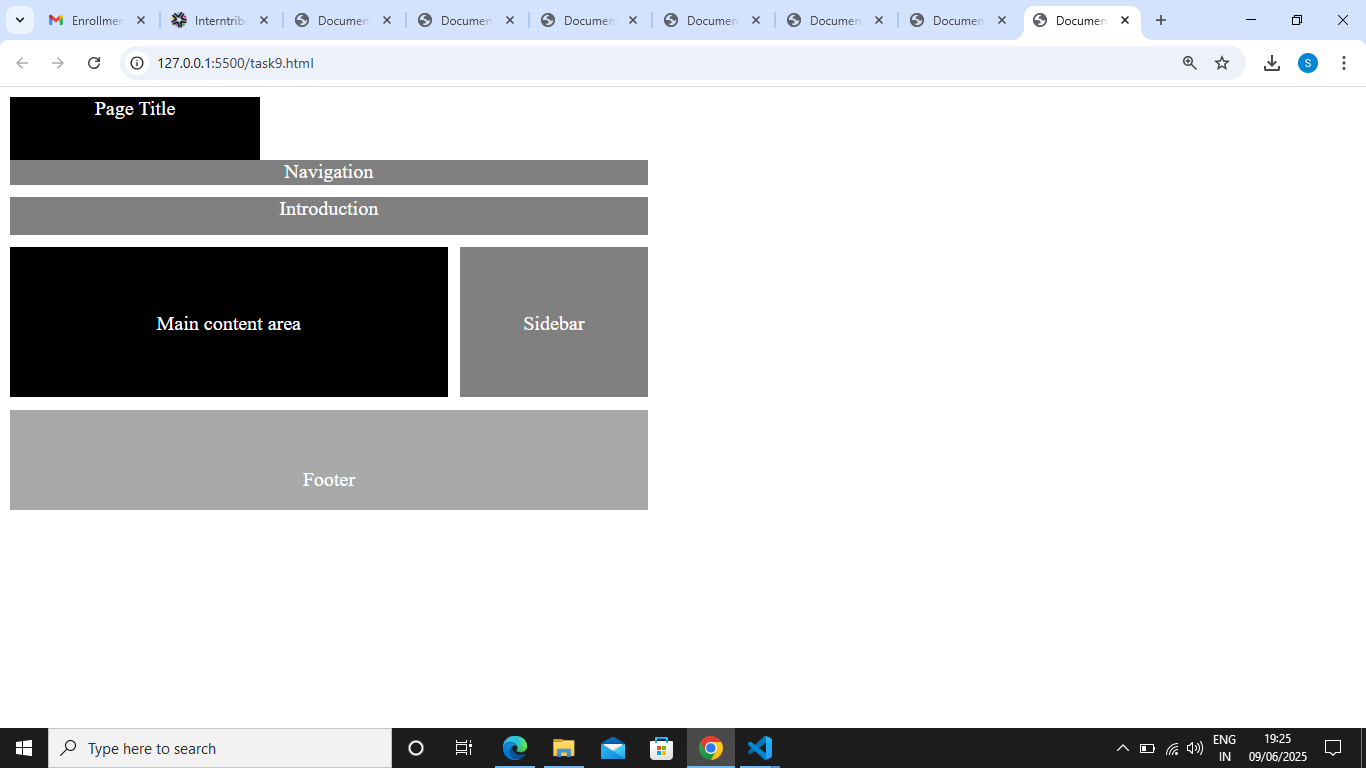 Enrollmen
Interntrib
Documen
Documen
Documen
Documen
Documen
Documen
Documen
127.0.0.1:5500/task9.html
S
Page Title
Navigation
Introduction
Main content area
Sidebar
Footer
Type here to search
ENG
IN
19:25
09/06/2025